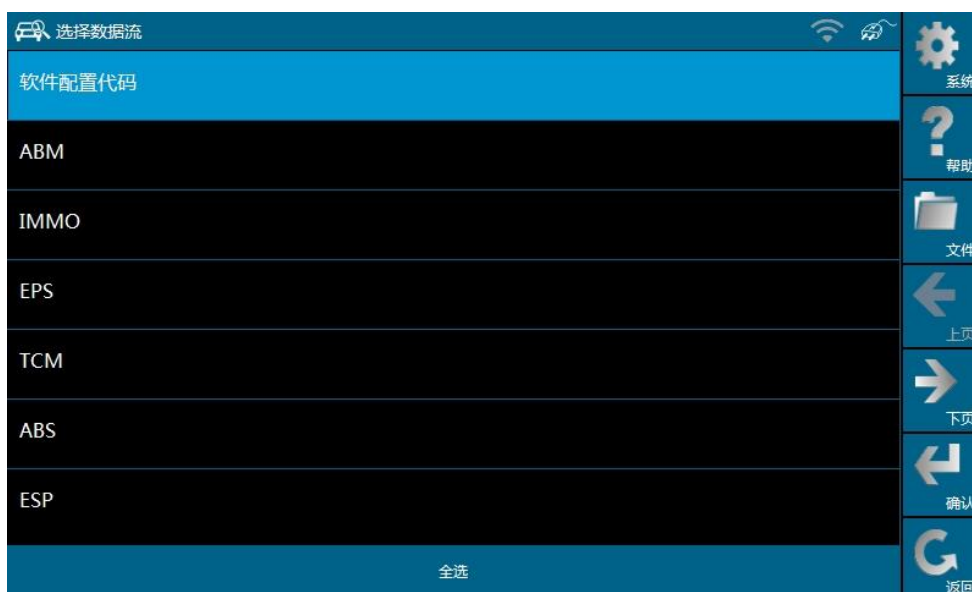 选择数据流
软件配置代码
ABM
IMMO
EPS
TCM
ABS
ESP
全选
系统
帮助
文件
上页
下页
确认
返回